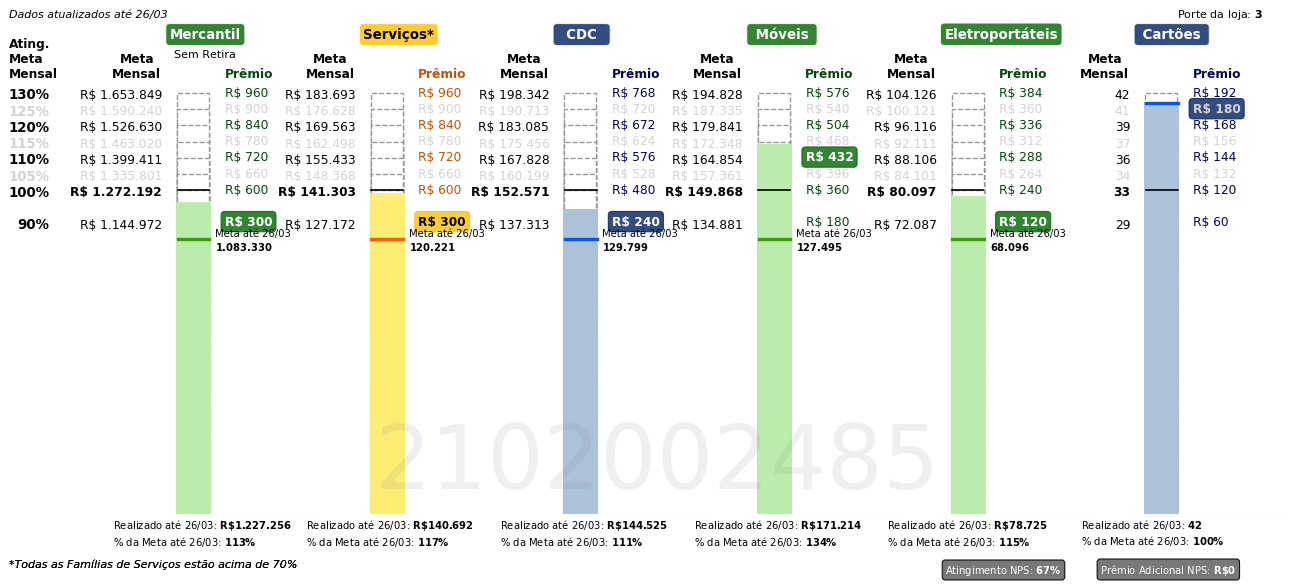 Dados atualizados até 26/03
Porte da loja: 3
Mercantil Serviços* CDC Móveis Eletroportáteis Cartões
Sem Retira
Ating. Meta Mensal
Meta Mensal Prêmio Meta Mensal Prêmio Meta Mensal Prêmio Meta Mensal Prêmio Meta Mensal Prêmio Meta Mensal Prêmio
130% R$ 1.653.849 R$ 960 R$ 183.693 R$ 960 R$ 198.342 R$ 768 R$ 194.828 R$ 576 R$ 104.126 R$ 384 42 R$ 192
125% R$ 1.590.240 R$ 900 R$ 176.628 R$ 900 R$ 190.713 R$ 720 R$ 187.335 R$ 540 R$ 100.121 R$ 360 41 R$ 180
120% R$ 1.526.630 R$ 840 R$ 169.563 R$ 840 R$ 183.085 R$ 672 R$ 179.841 R$ 504 R$ 96.116 R$ 336 39 R$ 168
115% R$ 1.463.020 R$ 780 R$ 162.498 R$ 780 R$ 175.456 R$ 624 R$ 172.348 R$ 468 R$ 92.111 R$ 312 37 R$ 156
110% R$ 1.399.411 R$ 720 R$ 155.433 R$ 720 R$ 167.828 R$ 576 R$ 164.854 R$ 432 R$ 88.106 R$ 288 36 R$ 144
105% R$ 1.335.801 R$ 660 R$ 148.368 R$ 660 R$ 160.199 R$ 528 R$ 157.361 R$ 396 R$ 84.101 R$ 264 34 R$ 132
100% R$ 1.272.192 R$ 600 R$ 141.303 R$ 600 R$ 152.571 R$ 480 R$ 149.868 R$ 360 R$ 80.097 R$ 240 33 R$ 120
90% R$ 1.144.972 R$ 300 R$ 127.172 R$ 300 R$ 137.313 R$ 240 R$ 134.881 R$ 180 R$ 72.087 R$ 120 29 R$ 60
Meta até 26/03 Meta até 26/03 Meta até 26/03 Meta até 26/03 Meta até 26/03
1.083.330 120.221 129.799 127.495 68.096
2102002485
Realizado até 26/03: R$1.227.256 Realizado até 26/03: R$140.692 Realizado até 26/03: R$144.525 Realizado até 26/03: R$171.214 Realizado até 26/03: R$78.725 Realizado até 26/03: 42
% da Meta até 26/03: 113% % da Meta até 26/03: 117% % da Meta até 26/03: 111% % da Meta até 26/03: 134% % da Meta até 26/03: 115% % da Meta até 26/03: 100%
*Todas as Famílias de Serviços estão acima de 70%
Atingimento NPS: 67% Prêmio Adicional NPS: R$0